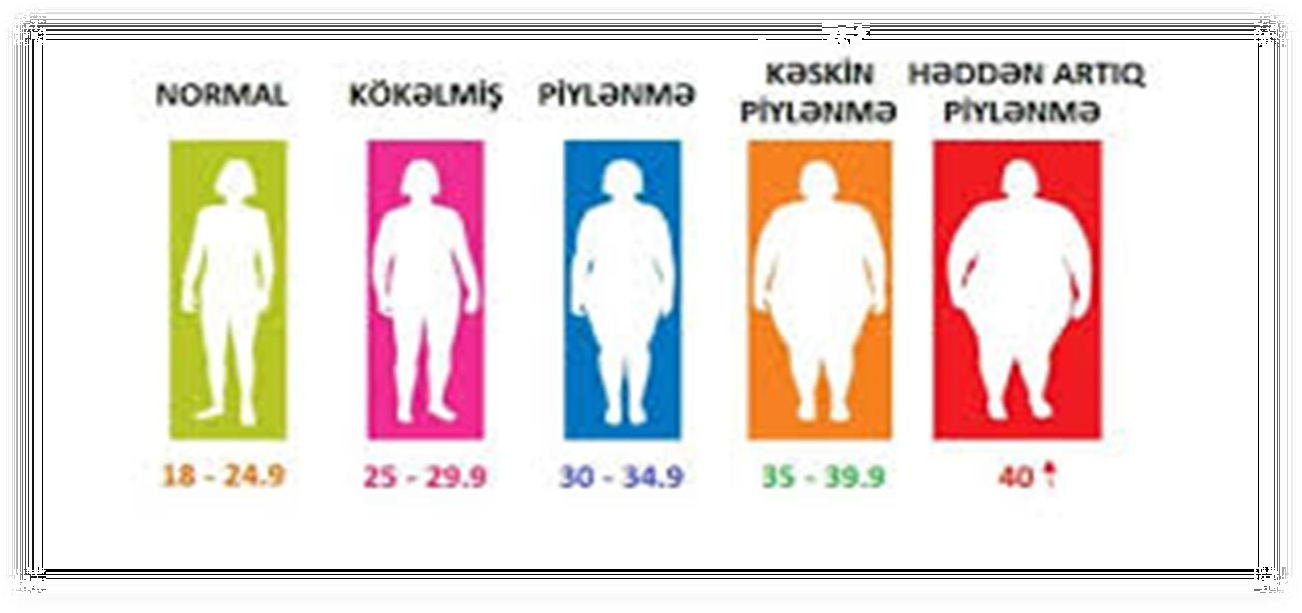 NORMAL
KÖKƏLMİŞ
PİYLƏNMƏ
KƏSKİN
PİYLƏNMƏ
HƏDDƏN ARTIQ
PİYLƏNMƏ
18 - 24.9
25 - 29.9
30 - 34.9
35 - 39.9
40